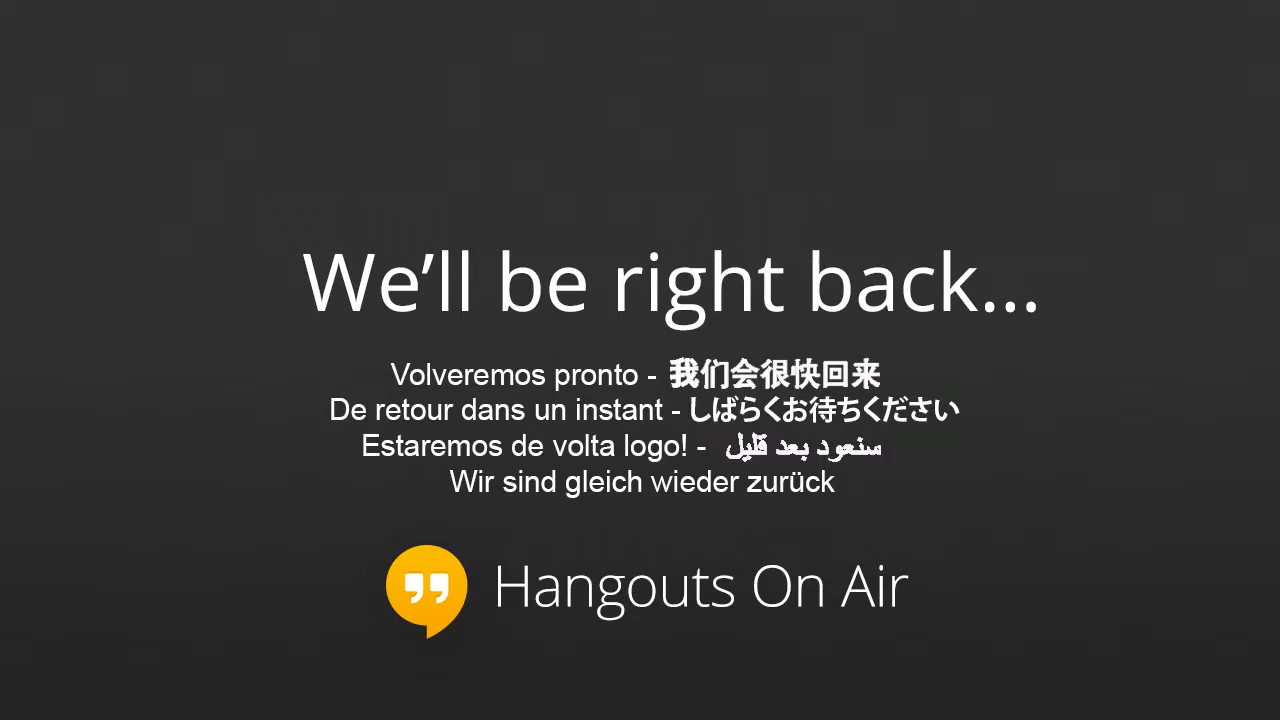 We’ll be right back...
Volveremos pronto - 我们会很快回来
De retour dans un instant - しばらくお待ちください
Estaremos de volta logo! - سنعود بعد قليل
Wir sind gleich wieder zurück
Hangouts On Air